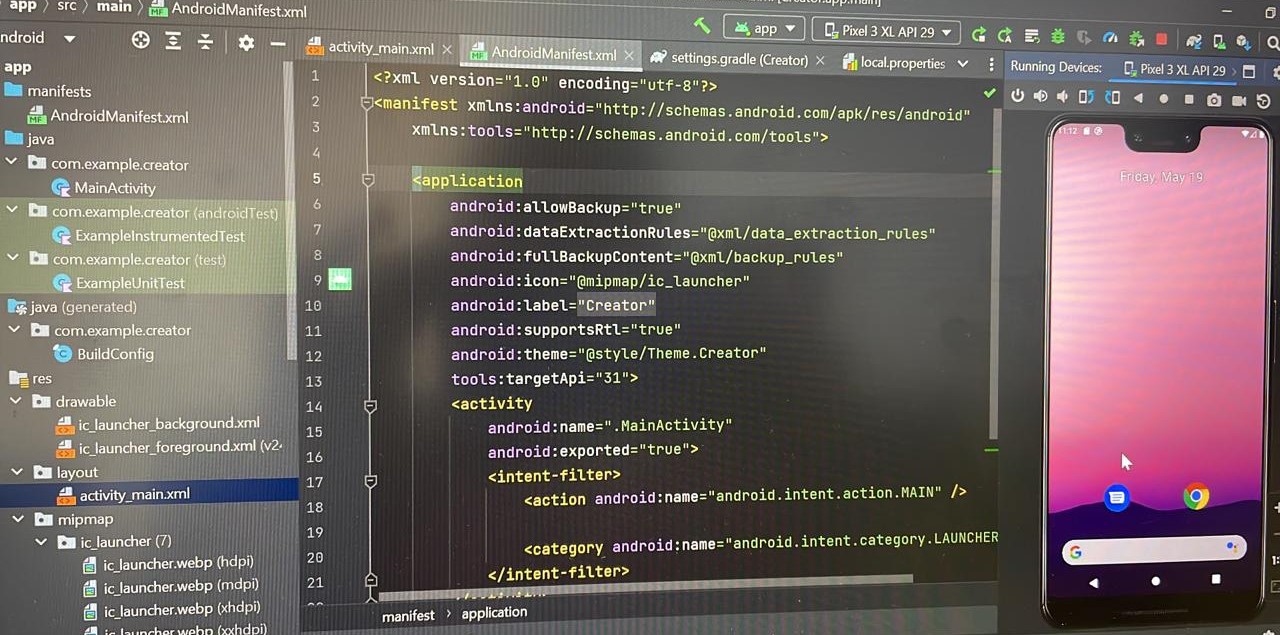 app > src > main > AndroidManifest.xml
[Creator.app.main]
ndroid
app
Pixel 3 XL API 29
activity_main.xml
AndroidManifest.xml
settings.gradle (Creator)
local.properties
Running Devices:
Pixel 3 XL API 29
app
manifests
AndroidManifest.xml
java
com.example.creator
MainActivity
com.example.creator (androidTest)
ExampleInstrumentedTest
com.example.creator (test)
ExampleUnitTest
java (generated)
com.example.creator
BuildConfig
res
drawable
ic_launcher_background.xml
ic_launcher_foreground.xml (v2
layout
activity_main.xml
mipmap
ic_launcher (7)
ic_launcher.webp (hdpi)
ic_launcher.webp (mdpi)
ic_launcher.webp (xhdpi)
ic_launcher.webp (xxhdpi)
1 <?xml version="1.0" encoding="utf-8"?>
2 <manifest xmlns:android="http://schemas.android.com/apk/res/android"
3 xmlns:tools="http://schemas.android.com/tools">
4
5 <application
6 android:allowBackup="true"
7 android:dataExtractionRules="@xml/data_extraction_rules"
8 android:fullBackupContent="@xml/backup_rules"
9 android:icon="@mipmap/ic_launcher"
10 android:label="Creator"
11 android:supportsRtl="true"
12 android:theme="@style/Theme.Creator"
13 tools:targetApi="31">
14 <activity
15 android:name=".MainActivity"
16 android:exported="true">
17 <intent-filter>
18 <action android:name="android.intent.action.MAIN" />
19
20 <category android:name="android.intent.category.LAUNCHER
21 </intent-filter>
manifest > application
11:12
Friday, May 19